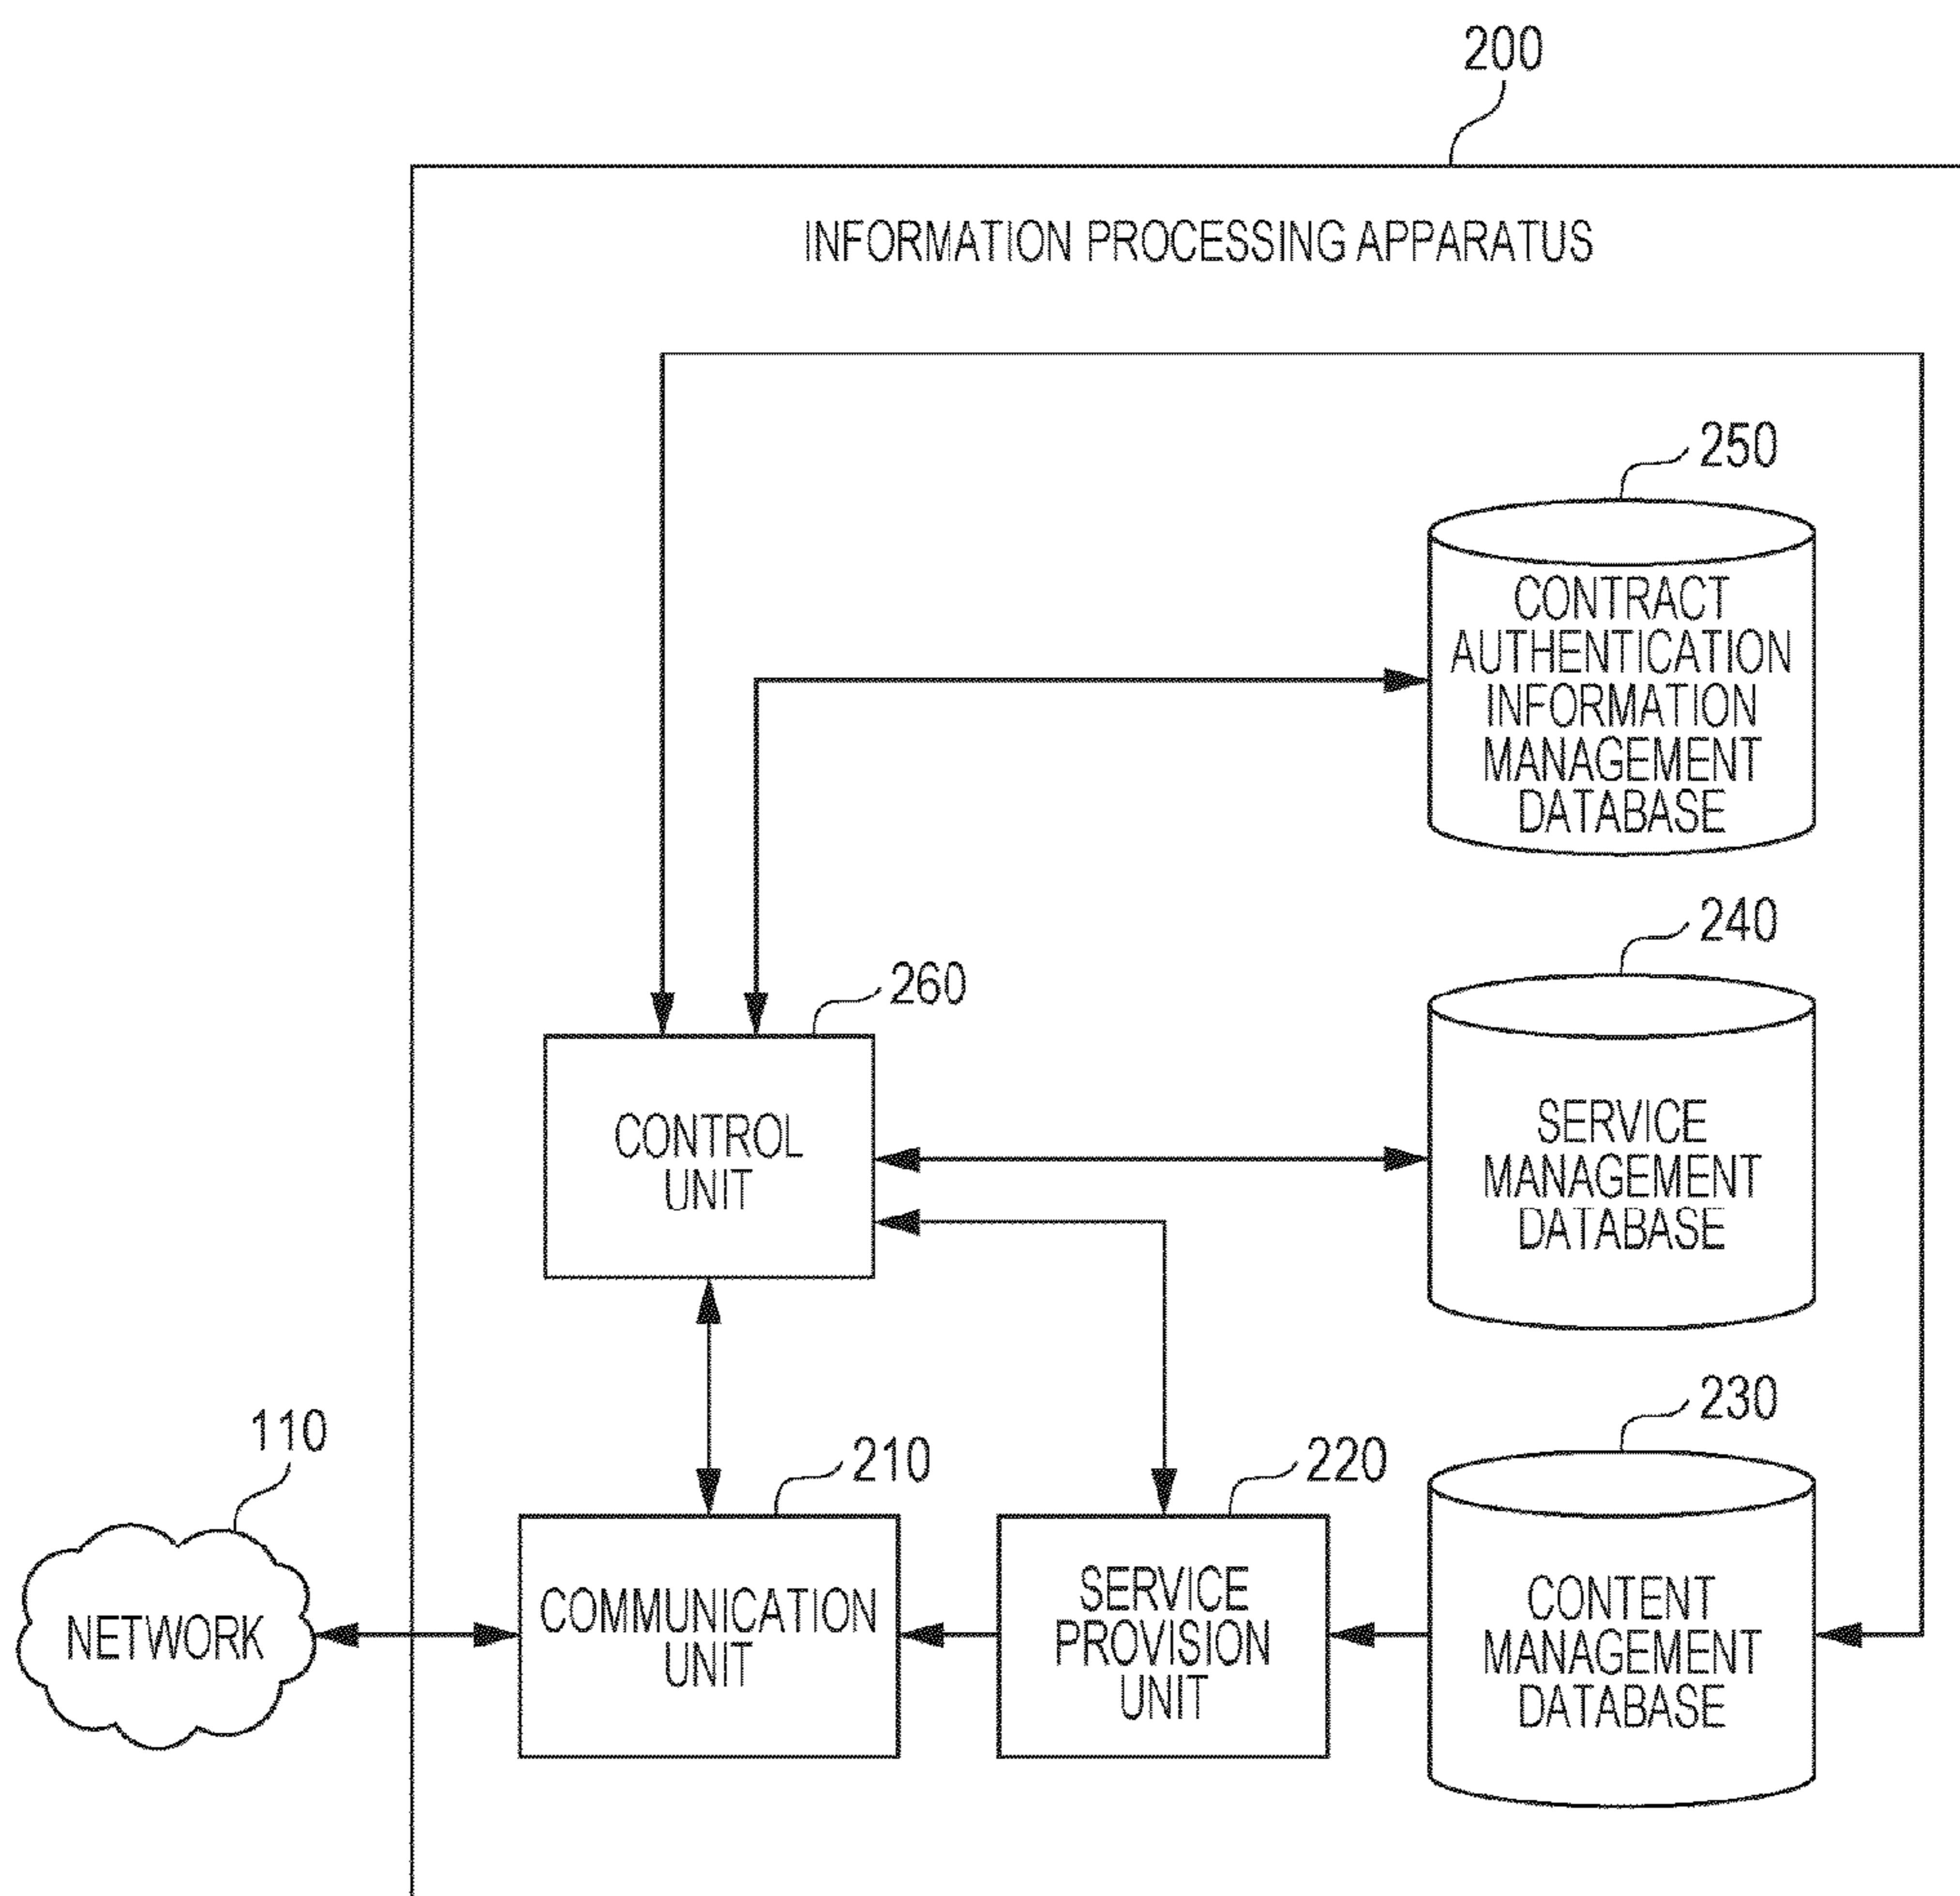 200
INFORMATION PROCESSING APPARATUS
250
CONTRACT
AUTHENTICATION
INFORMATION
MANAGEMENT
DATABASE
240
260
SERVICE
MANAGEMENT
DATABASE
CONTROL
UNIT
230
110
210
220
NETWORK
COMMUNICATION
UNIT
SERVICE
PROVISION
UNIT
CONTENT
MANAGEMENT
DATABASE